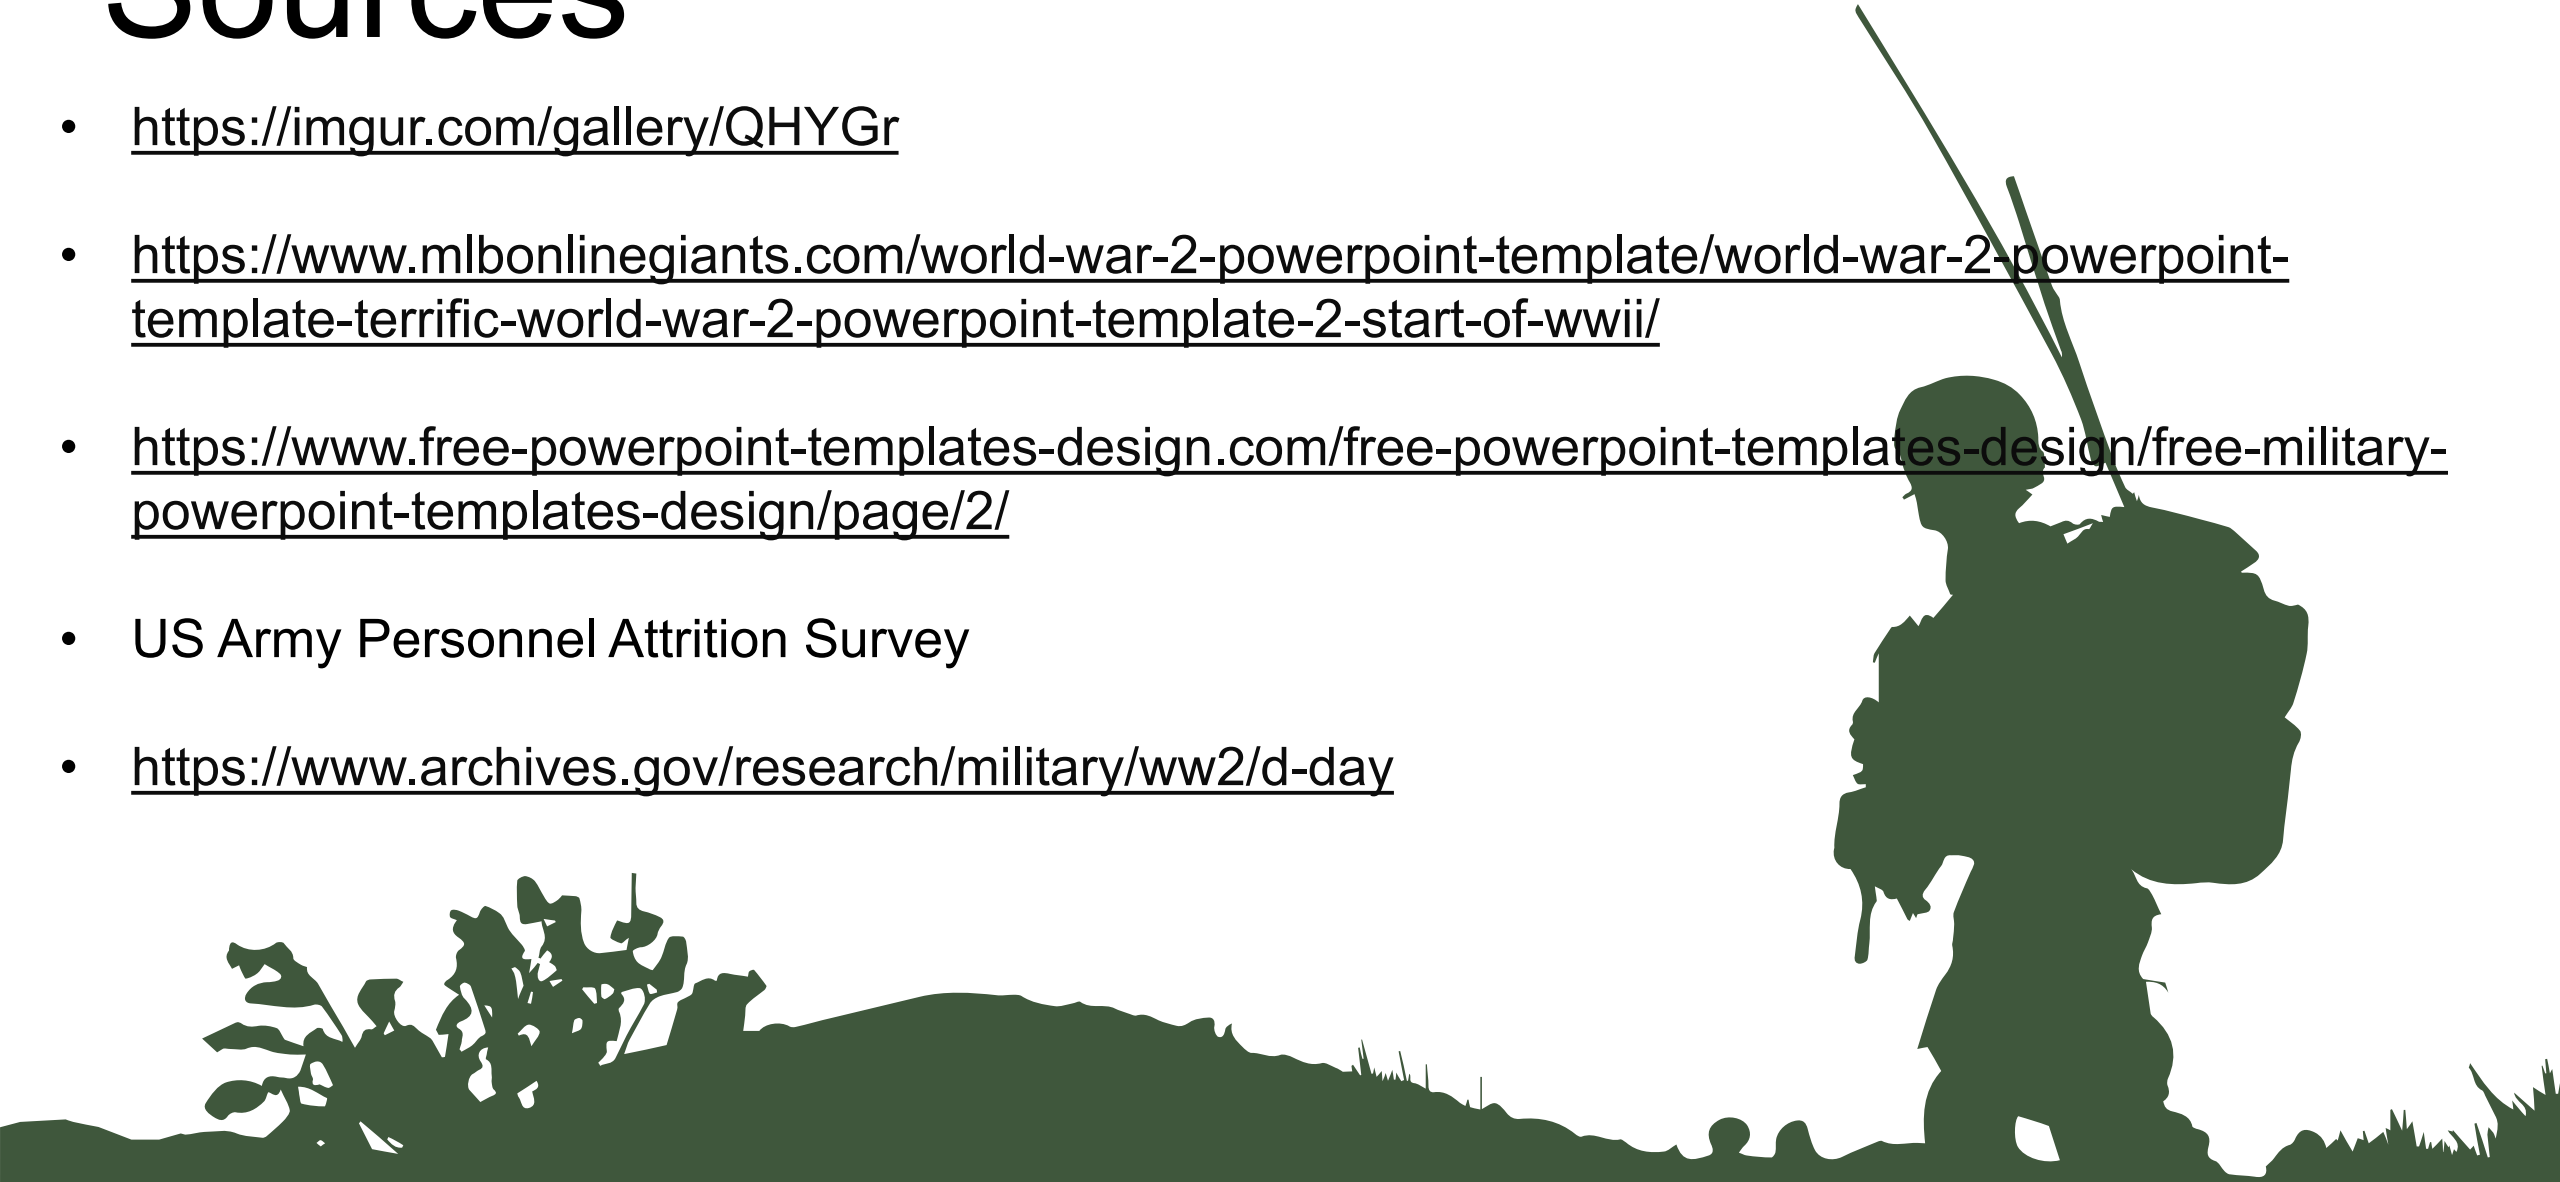 Sources
• https://imgur.com/gallery/QHYGr
• https://www.mlbonlinegiants.com/world-war-2-powerpoint-template/world-war-2-powerpoint-
template-terrific-world-war-2-powerpoint-template-2-start-of-wwii/
• https://www.free-powerpoint-templates-design.com/free-powerpoint-templates-design/free-military-
powerpoint-templates-design/page/2/
• US Army Personnel Attrition Survey
• https://www.archives.gov/research/military/ww2/d-day